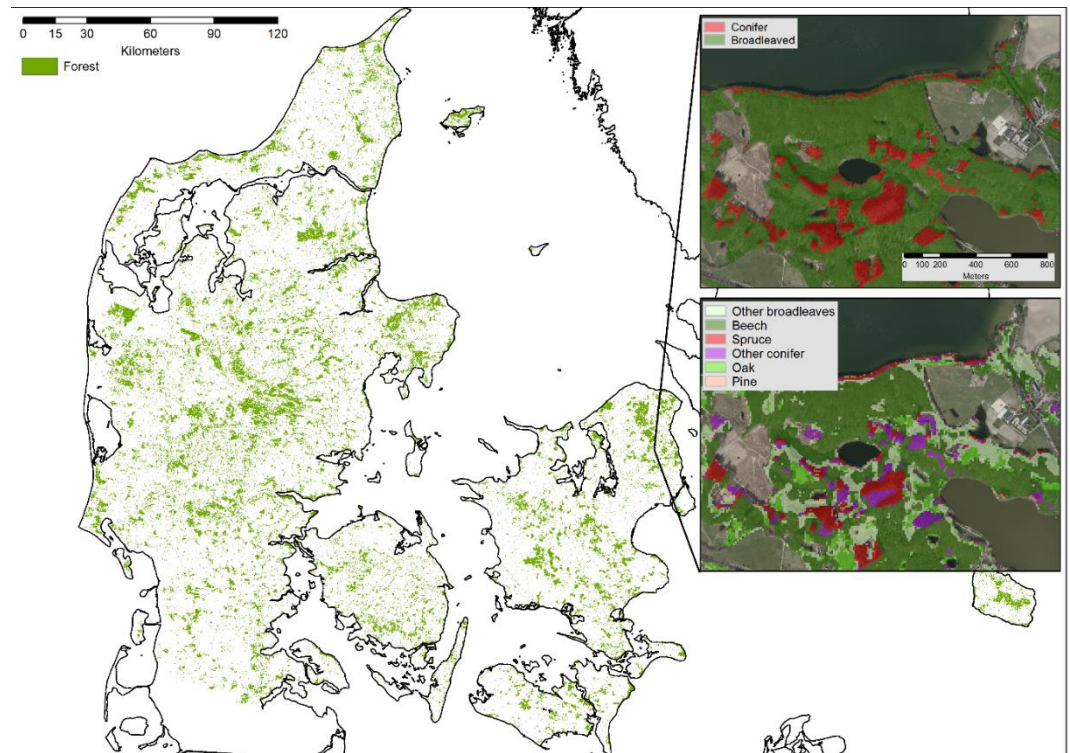 0 15 30 60 90 120
Kilometers
Forest
Conifer
Broadleaved
0 100 200 400 600 800
Meters
Other broadleaves
Beech
Spruce
Other conifer
Oak
Pine